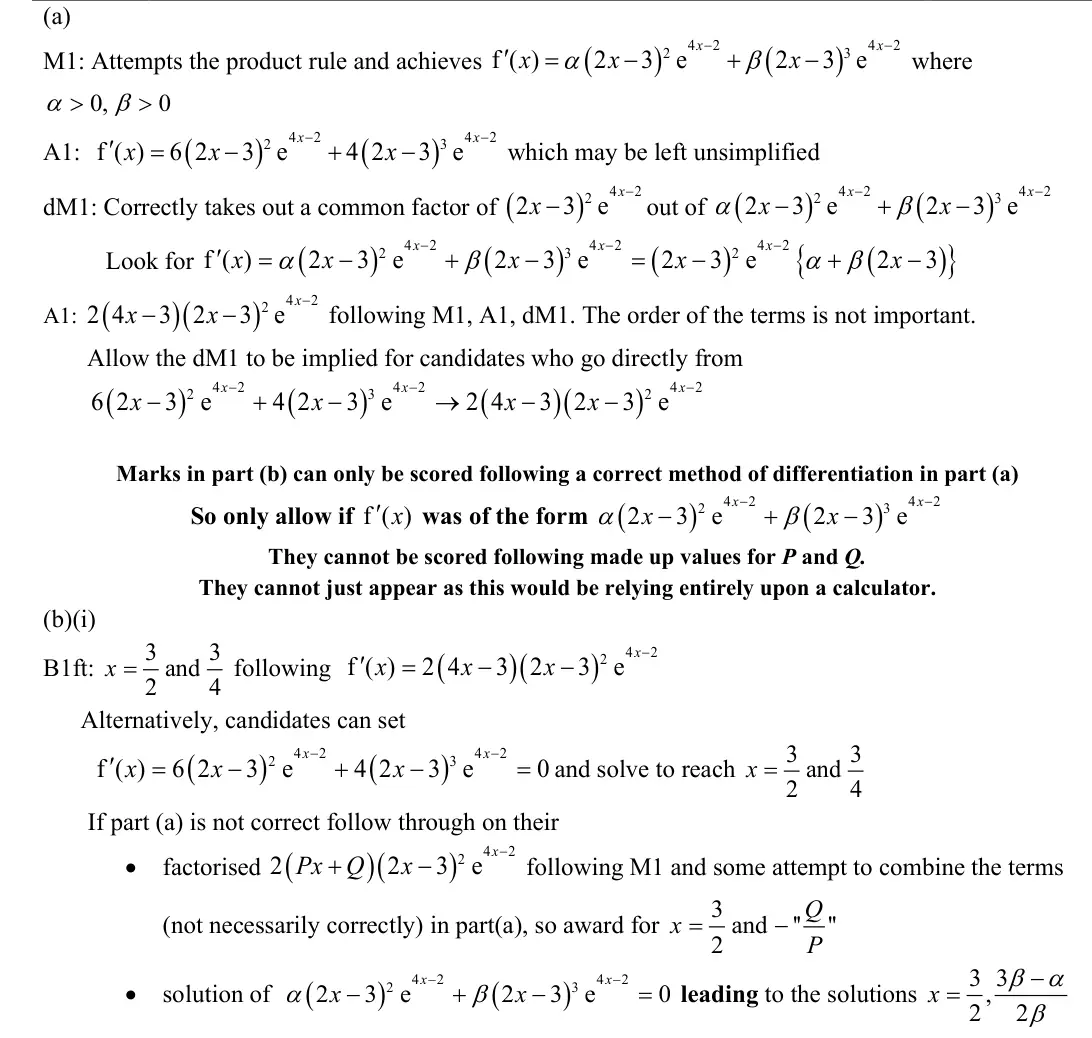 (a)
M1: Attempts the product rule and achieves f′(x) = α(2x−3)² e^{4x−2} + β(2x−3)³ e^{4x−2} where
α > 0, β > 0
A1: f′(x) = 6(2x−3)² e^{4x−2} + 4(2x−3)³ e^{4x−2} which may be left unsimplified
dM1: Correctly takes out a common factor of (2x−3)² e^{4x−2} out of α(2x−3)² e^{4x−2} + β(2x−3)³ e^{4x−2}
Look for f′(x) = α(2x−3)² e^{4x−2} + β(2x−3)³ e^{4x−2} = (2x−3)² e^{4x−2} {α + β(2x−3)}
A1: 2(4x−3)(2x−3)² e^{4x−2} following M1, A1, dM1. The order of the terms is not important.
Allow the dM1 to be implied for candidates who go directly from
6(2x−3)² e^{4x−2} + 4(2x−3)³ e^{4x−2} → 2(4x−3)(2x−3)² e^{4x−2}
Marks in part (b) can only be scored following a correct method of differentiation in part (a)
So only allow if f′(x) was of the form α(2x−3)² e^{4x−2} + β(2x−3)³ e^{4x−2}
They cannot be scored following made up values for P and Q.
They cannot just appear as this would be relying entirely upon a calculator.
(b)(i)
B1ft: x = 3/2 and 3/4 following f′(x) = 2(4x−3)(2x−3)² e^{4x−2}
Alternatively, candidates can set
f′(x) = 6(2x−3)² e^{4x−2} + 4(2x−3)³ e^{4x−2} = 0 and solve to reach x = 3/2 and 3/4
If part (a) is not correct follow through on their
• factorised 2(Px+Q)(2x−3)² e^{4x−2} following M1 and some attempt to combine the terms
(not necessarily correctly) in part(a), so award for x = 3/2 and −"Q/P"
• solution of α(2x−3)² e^{4x−2} + β(2x−3)³ e^{4x−2} = 0 leading to the solutions x = 3/2, (3β−α)/(2β)